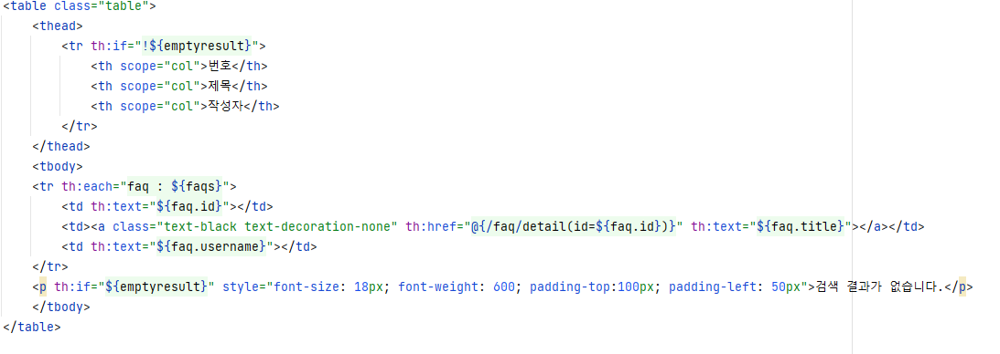 <table class="table">
    <thead>
        <tr th:if="!${emptyresult}">
            <th scope="col">번호</th>
            <th scope="col">제목</th>
            <th scope="col">작성자</th>
        </tr>
    </thead>
    <tbody>
    <tr th:each="faq : ${faqs}">
        <td th:text="${faq.id}"></td>
        <td><a class="text-black text-decoration-none" th:href="@{/faq/detail(id=${faq.id})}" th:text="${faq.title}"></a></td>
        <td th:text="${faq.username}"></td>
    </tr>
    <p th:if="${emptyresult}" style="font-size: 18px; font-weight: 600; padding-top:100px; padding-left: 50px">검색 결과가 없습니다.</p>
    </tbody>
</table>